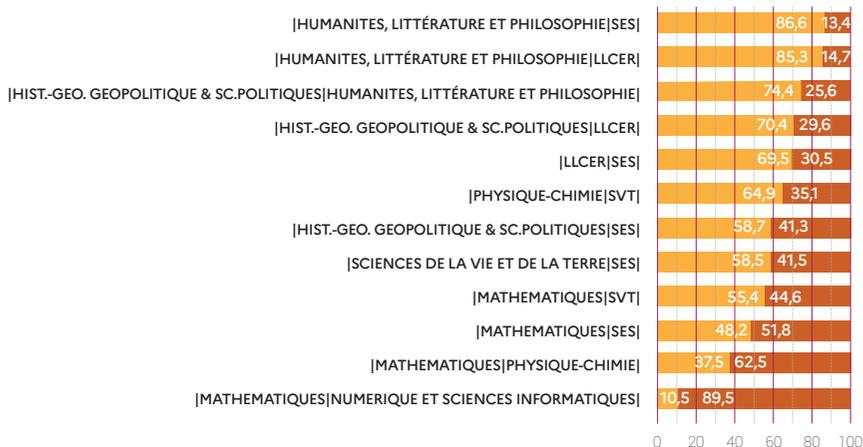 |HUMANITES, LITTÉRATURE ET PHILOSOPHIE|SES| 86,6 13,4
|HUMANITES, LITTÉRATURE ET PHILOSOPHIE|LLCER| 85,3 14,7
|HIST.-GEO. GEOPOLITIQUE & SC.POLITIQUES|HUMANITES, LITTÉRATURE ET PHILOSOPHIE| 74,4 25,6
|HIST.-GEO. GEOPOLITIQUE & SC.POLITIQUES|LLCER| 70,4 29,6
|LLCER|SES| 69,5 30,5
|PHYSIQUE-CHIMIE|SVT| 64,9 35,1
|HIST.-GEO. GEOPOLITIQUE & SC.POLITIQUES|SES| 58,7 41,3
|SCIENCES DE LA VIE ET DE LA TERRE|SES| 58,5 41,5
|MATHEMATIQUES|SVT| 55,4 44,6
|MATHEMATIQUES|SES| 48,2 51,8
|MATHEMATIQUES|PHYSIQUE-CHIMIE| 37,5 62,5
|MATHEMATIQUES|NUMERIQUE ET SCIENCES INFORMATIQUES| 10,5 89,5
0 20 40 60 80 100